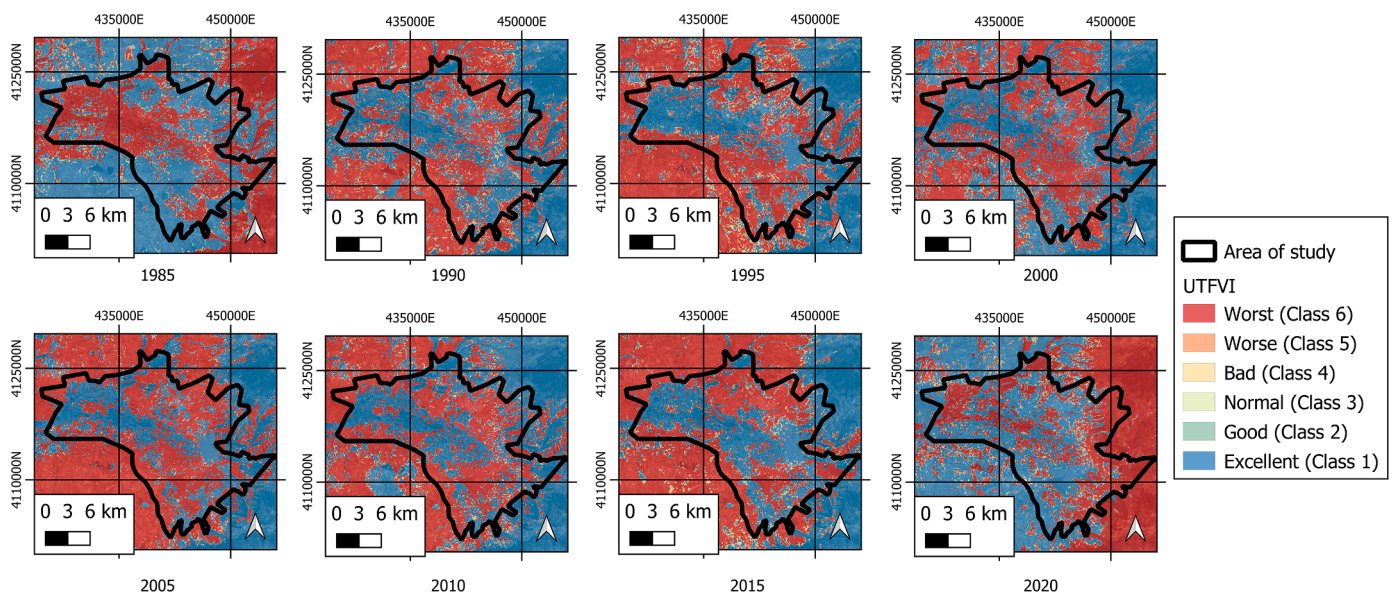 435000E 450000E 435000E 450000E 435000E 450000E 435000E 450000E
4125000N 4125000N 4125000N 4125000N
4110000N 4110000N 4110000N 4110000N
0 3 6 km 0 3 6 km 0 3 6 km 0 3 6 km
1985 1990 1995 2000
Area of study
UTFVI
Worst (Class 6)
Worse (Class 5)
Bad (Class 4)
Normal (Class 3)
Good (Class 2)
Excellent (Class 1)
435000E 450000E 435000E 450000E 435000E 450000E 435000E 450000E
4125000N 4125000N 4125000N 4125000N
4110000N 4110000N 4110000N 4110000N
0 3 6 km 0 3 6 km 0 3 6 km 0 3 6 km
2005 2010 2015 2020